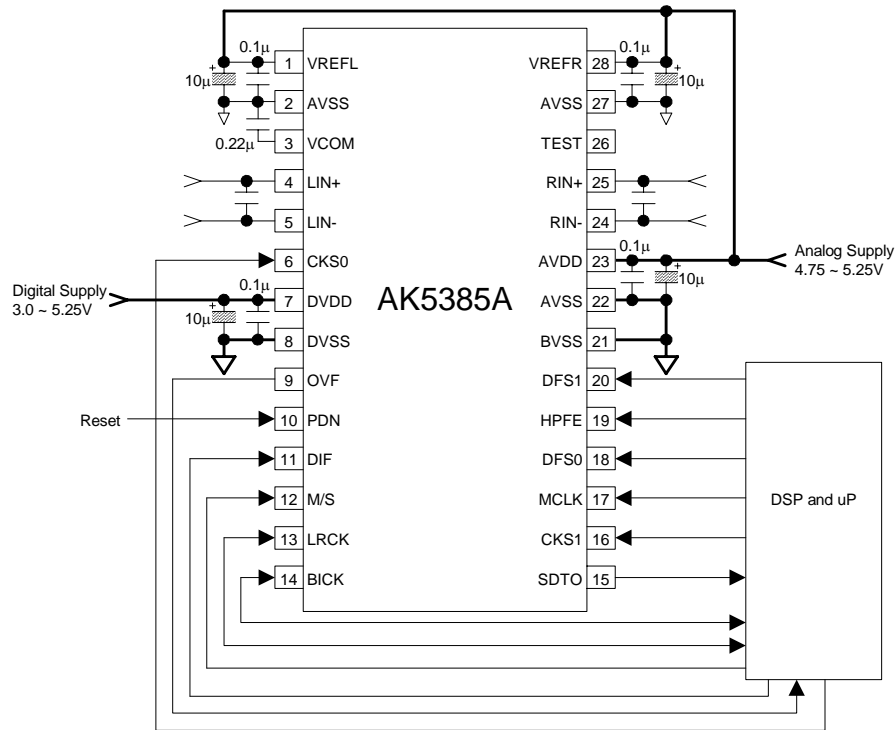 0.1μ
10μ
+
1 VREFL
2 AVSS
0.22μ
3 VCOM
4 LIN+
5 LIN-
6 CKS0
Digital Supply
3.0 ~ 5.25V
0.1μ
10μ
+
7 DVDD
8 DVSS
9 OVF
Reset
10 PDN
11 DIF
12 M/S
13 LRCK
14 BICK
AK5385A
VREFR 28
0.1μ
10μ
+
AVSS 27
TEST 26
RIN+ 25
RIN- 24
AVDD 23
0.1μ
10μ
+
Analog Supply
4.75 ~ 5.25V
AVSS 22
BVSS 21
DFS1 20
HPFE 19
DFS0 18
MCLK 17
CKS1 16
SDTO 15
DSP and uP